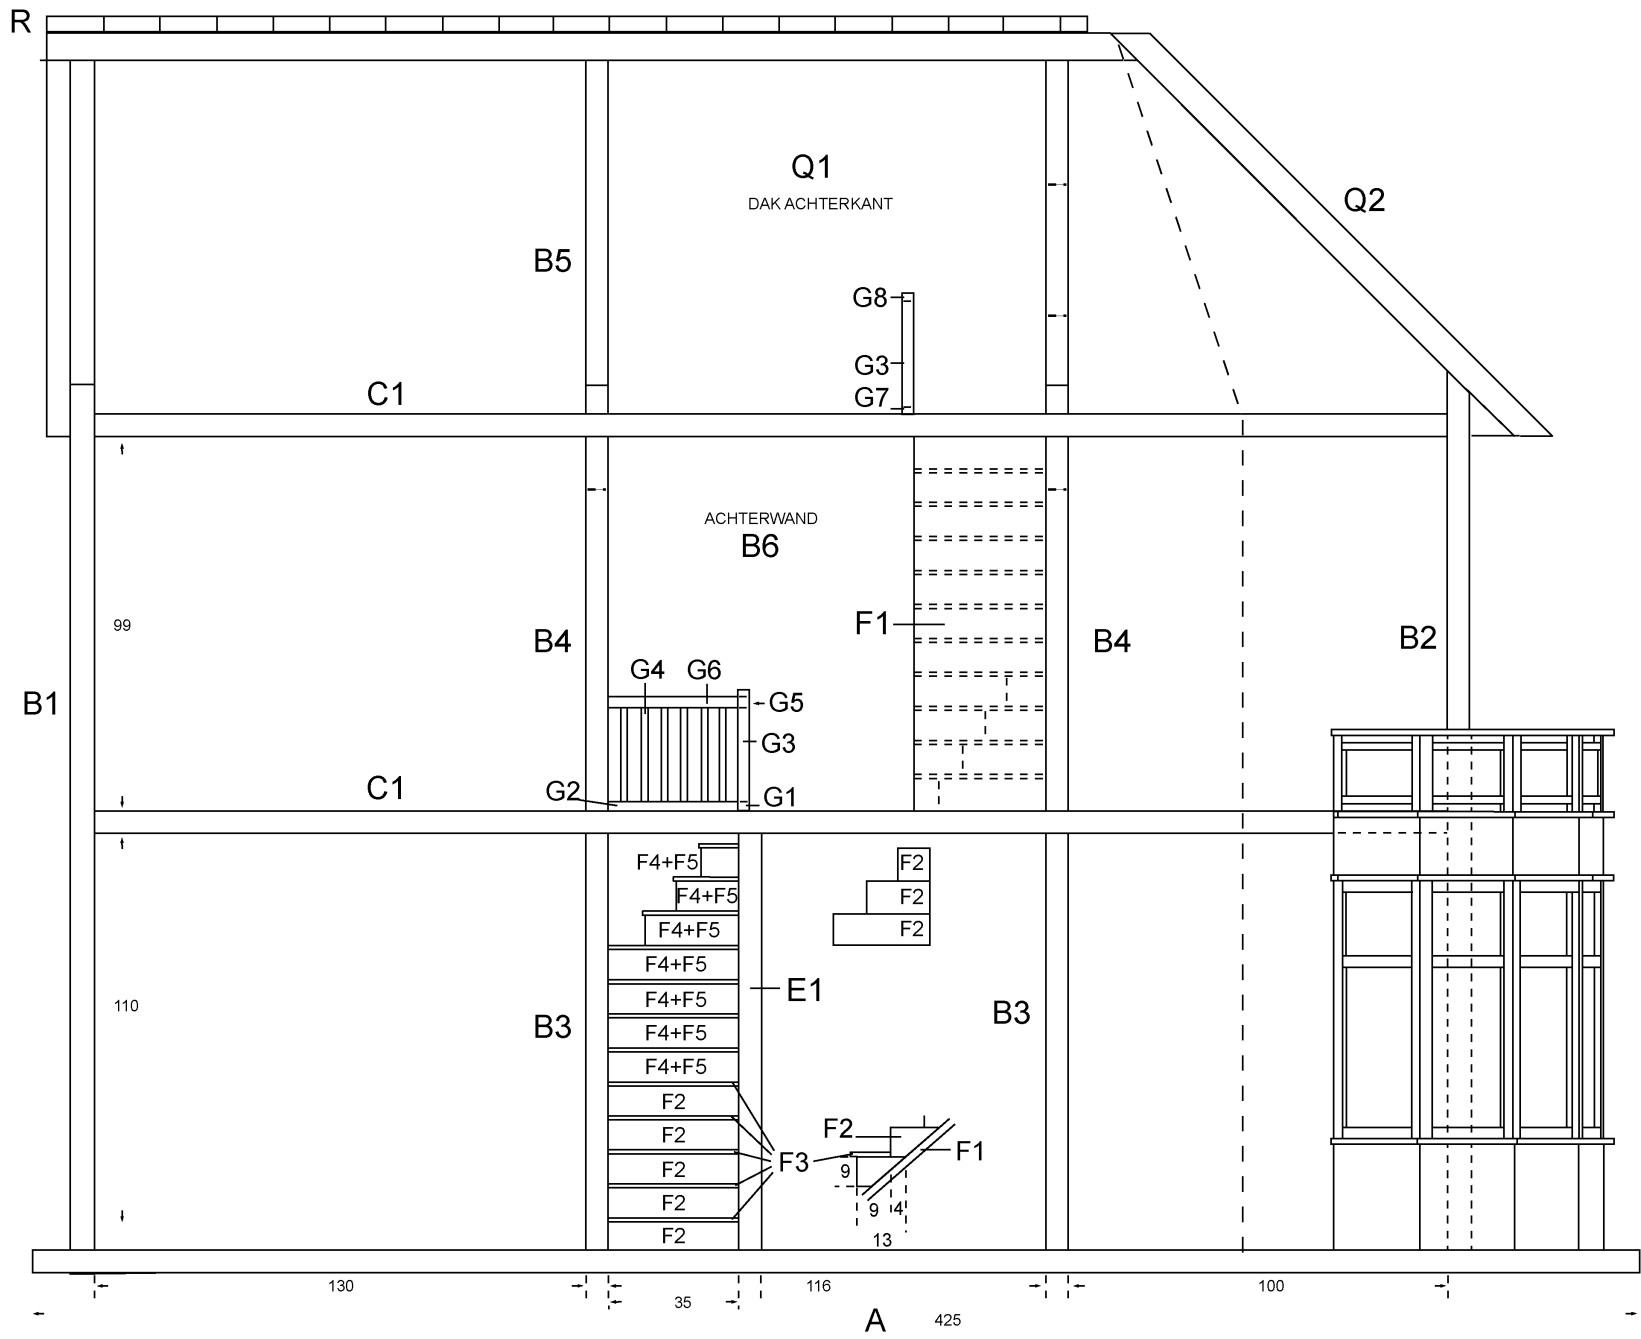 R
Q1
DAK ACHTERKANT
Q2
B5
G8
G3
G7
C1
ACHTERWAND
B6
F1
99
B4
B4
B2
G4 G6
B1
G5
G3
C1
G2
G1
F4+F5
F2
F4+F5
F2
F4+F5
F2
F4+F5
E1
F4+F5
110
B3
B3
F4+F5
F4+F5
F2
F2
F2
F1
F3
F2
9
F2
9
4
F2
13
130
116
100
35
A
425